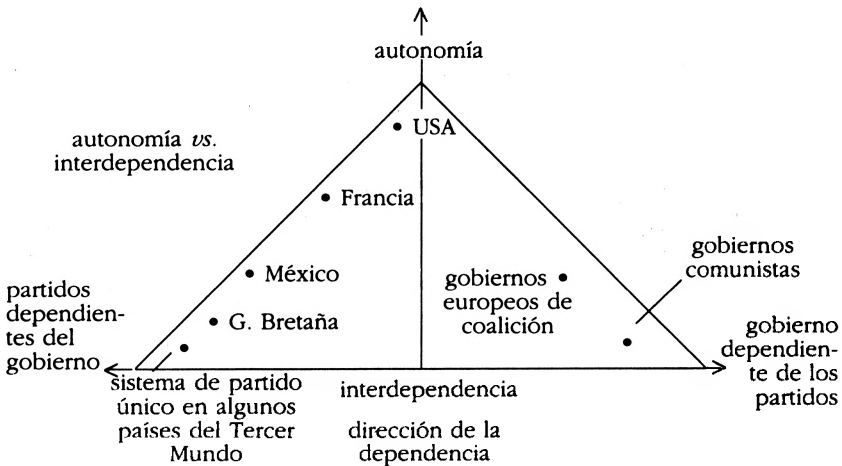 autonomía
autonomía vs.
interdependencia
USA
Francia
México
G. Bretaña
gobiernos
europeos de
coalición
gobiernos
comunistas
partidos
dependien-
tes del
gobierno
gobierno
dependien-
te de los
partidos
sistema de partido
único en algunos
países del Tercer
Mundo
interdependencia
dirección de la
dependencia